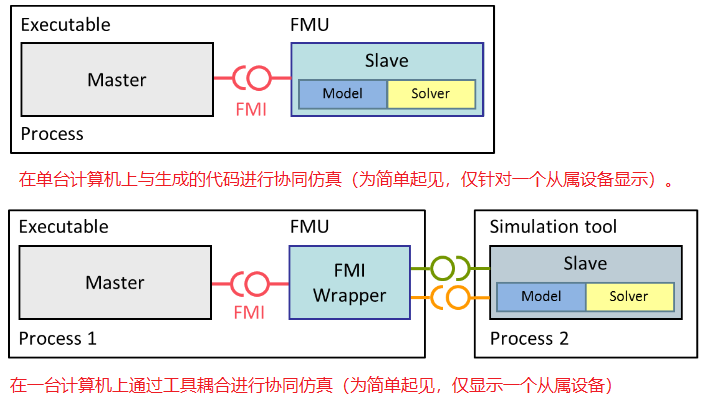 Executable
FMU
Master
FMI
Slave
Model
Solver
Process
在单台计算机上与生成的代码进行协同仿真（为简单起见，仅针对一个从属设备显示）。
Executable
FMU
Simulation tool
Master
FMI
FMI
Wrapper
Slave
Model
Solver
Process 1
Process 2
在一台计算机上通过工具耦合进行协同仿真（为简单起见，仅显示一个从属设备）